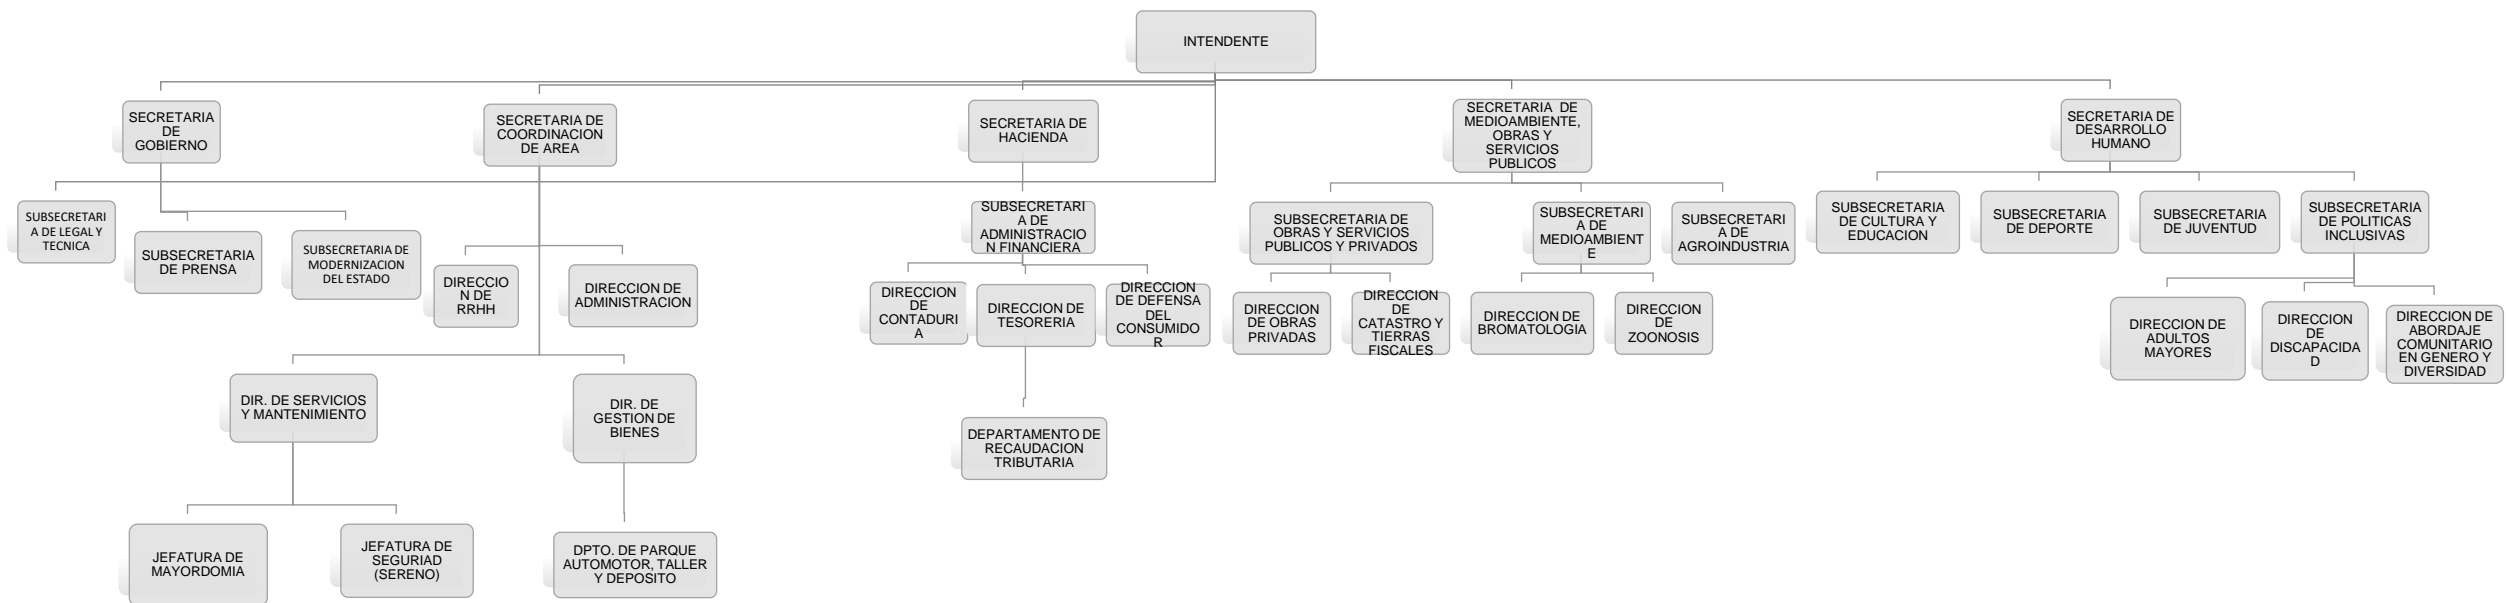 INTENDENTE
SECRETARIA
DE
GOBIERNO
SECRETARIA DE
COORDINACION
DE AREA
SECRETARIA DE
HACIENDA
SECRETARIA DE
MEDIOAMBIENTE,
OBRAS Y
SERVICIOS
PUBLICOS
SECRETARIA DE
DESARROLLO
HUMANO
SUBSECRETARI
A DE LEGAL Y
TECNICA
SUBSECRETARIA
DE PRENSA
SUBSECRETARIA DE
MODERNIZACION
DEL ESTADO
DIRECCIO
N DE
RRHH
DIRECCION DE
ADMINISTRACION
SUBSECRETARI
A DE
ADMINISTRACIO
N FINANCIERA
SUBSECRETARIA DE
OBRAS Y SERVICIOS
PUBLICOS Y PRIVADOS
SUBSECRETARI
A DE
MEDIOAMBIENT
E
SUBSECRETARI
A DE
AGROINDUSTRIA
SUBSECRETARIA
DE CULTURA Y
EDUCACION
SUBSECRETARIA
DE DEPORTE
SUBSECRETARIA
DE JUVENTUD
SUBSECRETARIA
DE POLITICAS
INCLUSIVAS
DIRECCION
DE
CONTADURI
A
DIRECCION DE
TESORERIA
DIRECCION
DE DEFENSA
DEL
CONSUMIDO
R
DIRECCION
DE OBRAS
PRIVADAS
DIRECCION
DE
CATASTRO Y
TIERRAS
FISCALES
DIRECCION DE
BROMATOLOGIA
DIRECCION
DE
ZOONOSIS
DIRECCION DE
ADULTOS
MAYORES
DIRECCION
DE
DISCAPACIDA
D
DIRECCION DE
ABORDAJE
COMUNITARIO
EN GENERO Y
DIVERSIDAD
DIR. DE SERVICIOS
Y MANTENIMIENTO
DIR. DE
GESTION DE
BIENES
DEPARTAMENTO DE
RECAUDACION
TRIBUTARIA
JEFATURA DE
MAYORDOMIA
JEFATURA DE
SEGURIAD
(SERENO)
DPTO. DE PARQUE
AUTOMOTOR, TALLER
Y DEPOSITO